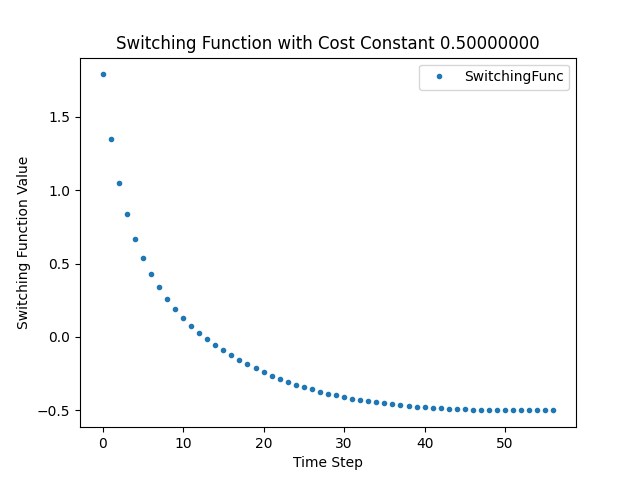 Switching Function with Cost Constant 0.50000000
SwitchingFunc
Switching Function Value
1.5
1.0
0.5
0.0
−0.5
0 10 20 30 40 50
Time Step